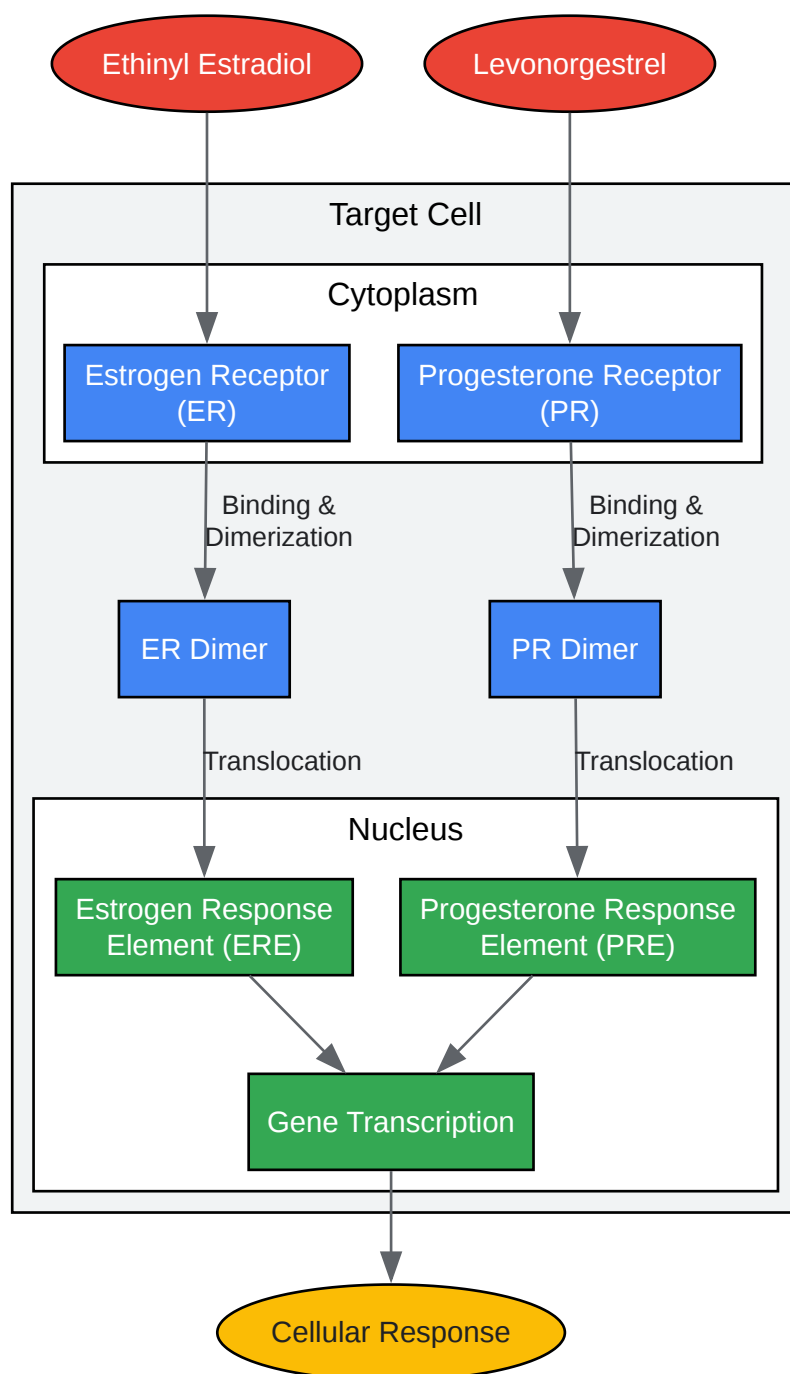 Ethinyl Estradiol
Levonorgestrel
Target Cell
Cytoplasm
Estrogen Receptor
(ER)
Progesterone Receptor
(PR)
Binding &
Dimerization
Binding &
Dimerization
ER Dimer
PR Dimer
Translocation
Translocation
Nucleus
Estrogen Response
Element (ERE)
Progesterone Response
Element (PRE)
Gene Transcription
Cellular Response